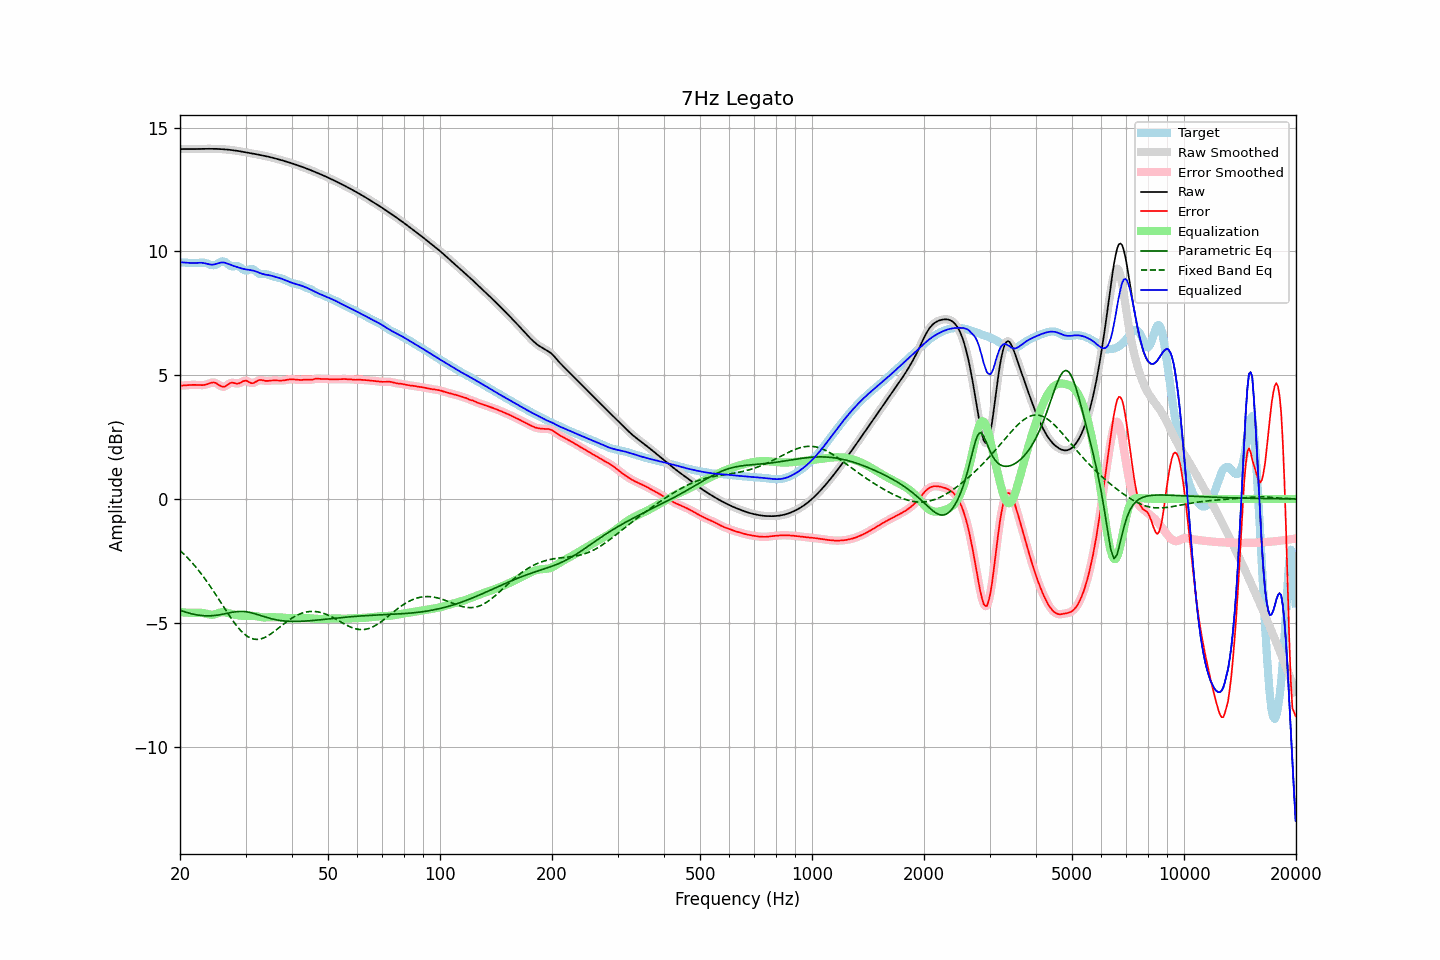 7Hz Legato
Amplitude (dBr)
15
10
5
0
−5
−10
20
50
100
200
500
1000
2000
5000
10000
20000
Frequency (Hz)
Target
Raw Smoothed
Error Smoothed
Raw
Error
Equalization
Parametric Eq
Fixed Band Eq
Equalized